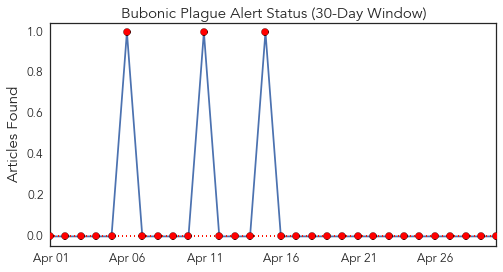 Bubonic Plague Alert Status (30-Day Window)
Articles Found
1.0
0.8
0.6
0.4
0.2
0.0
Apr 01 Apr 06 Apr 11 Apr 16 Apr 21 Apr 26